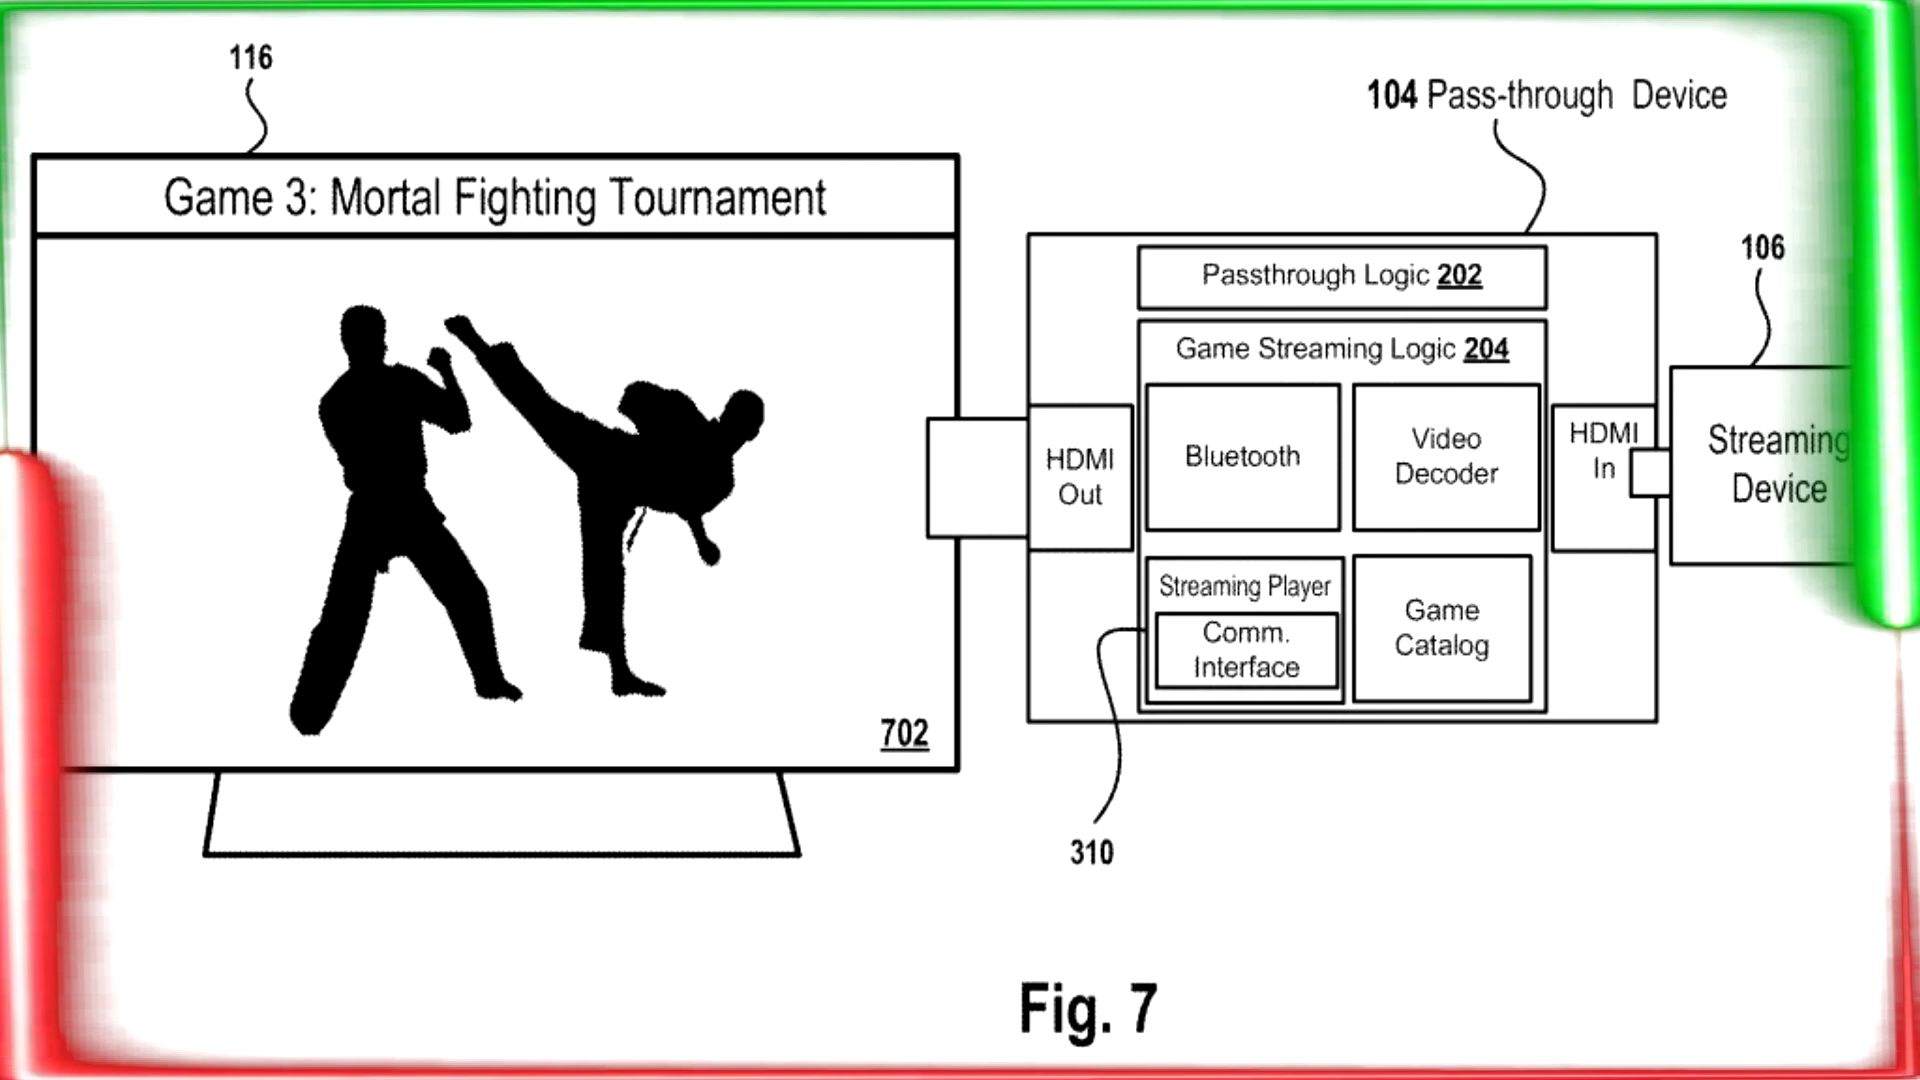 116
104 Pass-through Device
Game 3: Mortal Fighting Tournament
106
Passthrough Logic 202
Game Streaming Logic 204
Bluetooth
Video
Decoder
HDMI
Out
HDMI
In
Streaming
Device
Streaming Player
Comm.
Interface
Game
Catalog
702
310
Fig. 7